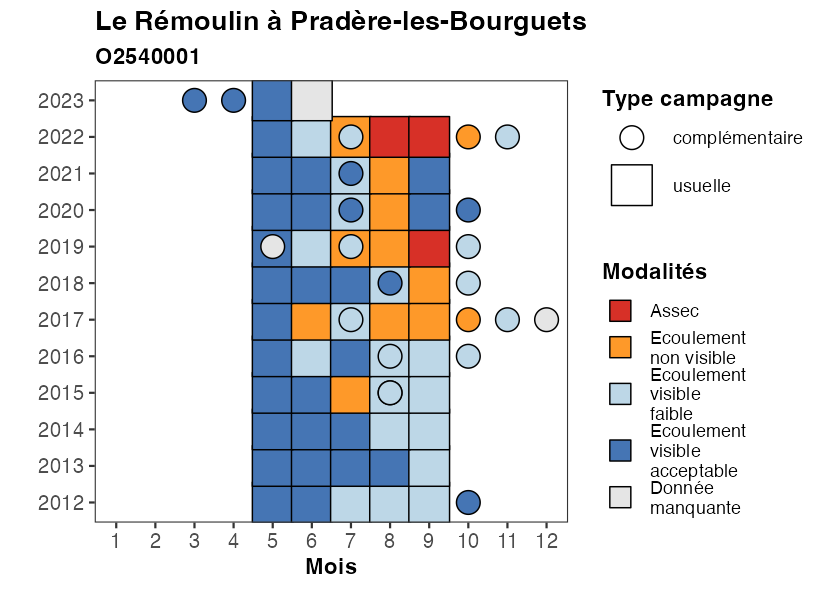 Le Rémoulin à Pradère-les-Bourguets
O2540001
2023
2022
2021
2020
2019
2018
2017
2016
2015
2014
2013
2012
1 2 3 4 5 6 7 8 9 10 11 12
Mois
Type campagne
complémentaire
usuelle
Modalités
Assec
Ecoulement
non visible
Ecoulement
visible
faible
Ecoulement
visible
acceptable
Donnée
manquante